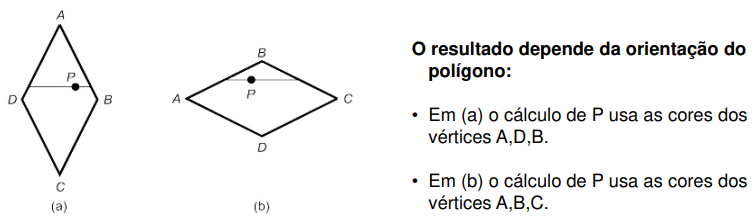 A
P
D
B
C
(a)
B
A
P
C
D
(b)
O resultado depende da orientação do
polígono:
• Em (a) o cálculo de P usa as cores dos
vértices A,D,B.
• Em (b) o cálculo de P usa as cores dos
vértices A,B,C.